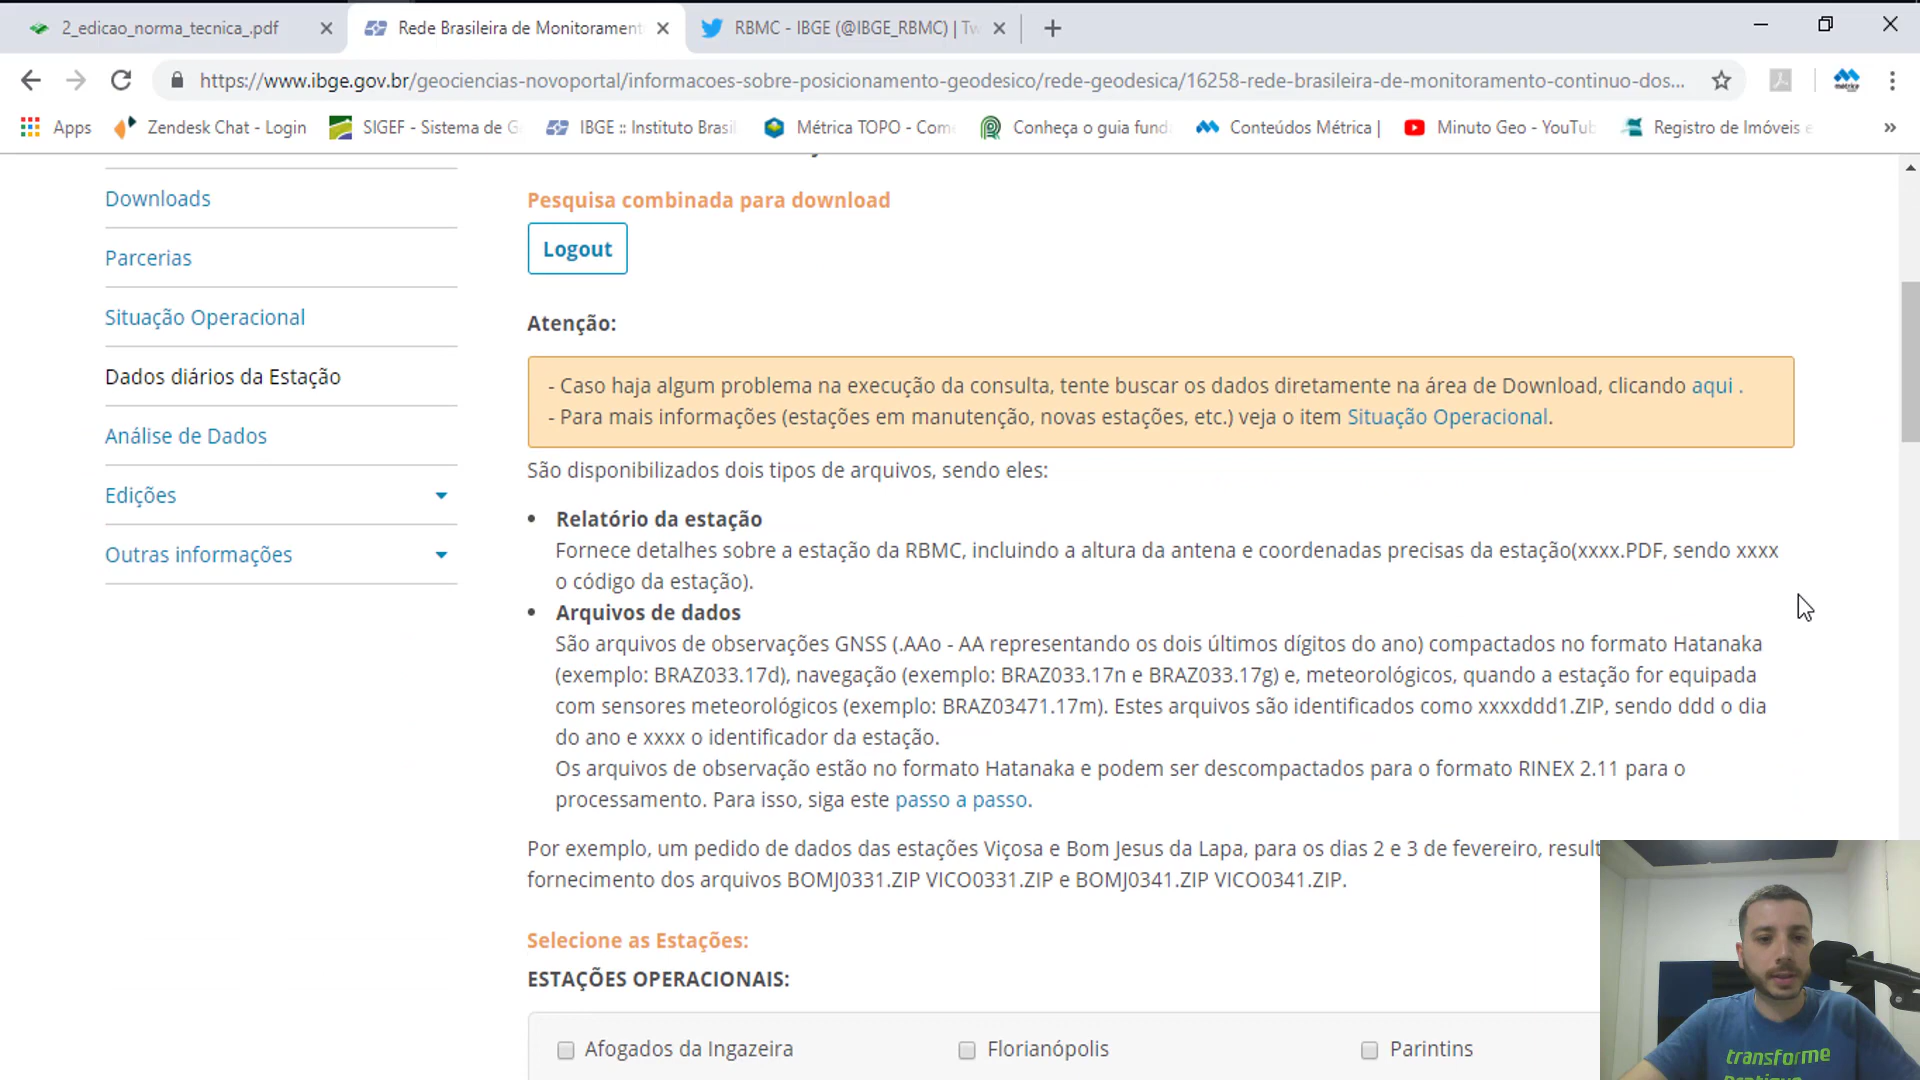 2_edicao_norma_tecnica_.pdf
Rede Brasileira de Monitorament
RBMC - IBGE (@IBGE_RBMC) | Tw
https://www.ibge.gov.br/geociencias-novoportal/informacoes-sobre-posicionamento-geodesico/rede-geodesica/16258-rede-brasileira-de-monitoramento-continuo-dos...
Apps
Zendesk Chat - Login
SIGEF - Sistema de G
IBGE :: Instituto Brasil
Métrica TOPO - Com
Conheça o guia fund
Conteúdos Métrica |
Minuto Geo - YouTub
Registro de Imóveis e
»
Downloads
Parcerias
Situação Operacional
Dados diários da Estação
Análise de Dados
Edições
Outras informações
Pesquisa combinada para download
Logout
Atenção:
- Caso haja algum problema na execução da consulta, tente buscar os dados diretamente na área de Download, clicando aqui .
- Para mais informações (estações em manutenção, novas estações, etc.) veja o item Situação Operacional.
São disponibilizados dois tipos de arquivos, sendo eles:
• Relatório da estação
Fornece detalhes sobre a estação da RBMC, incluindo a altura da antena e coordenadas precisas da estação(xxxx.PDF, sendo xxxx
o código da estação).
• Arquivos de dados
São arquivos de observações GNSS (.AAo - AA representando os dois últimos dígitos do ano) compactados no formato Hatanaka
(exemplo: BRAZ033.17d), navegação (exemplo: BRAZ033.17n e BRAZ033.17g) e, meteorológicos, quando a estação for equipada
com sensores meteorológicos (exemplo: BRAZ03471.17m). Estes arquivos são identificados como xxxxddd1.ZIP, sendo ddd o dia
do ano e xxxx o identificador da estação.
Os arquivos de observação estão no formato Hatanaka e podem ser descompactados para o formato RINEX 2.11 para o
processamento. Para isso, siga este passo a passo.
Por exemplo, um pedido de dados das estações Viçosa e Bom Jesus da Lapa, para os dias 2 e 3 de fevereiro, result
fornecimento dos arquivos BOMJ0331.ZIP VICO0331.ZIP e BOMJ0341.ZIP VICO0341.ZIP.
Selecione as Estações:
ESTAÇÕES OPERACIONAIS:
Afogados da Ingazeira
Florianópolis
Parintins
transforme